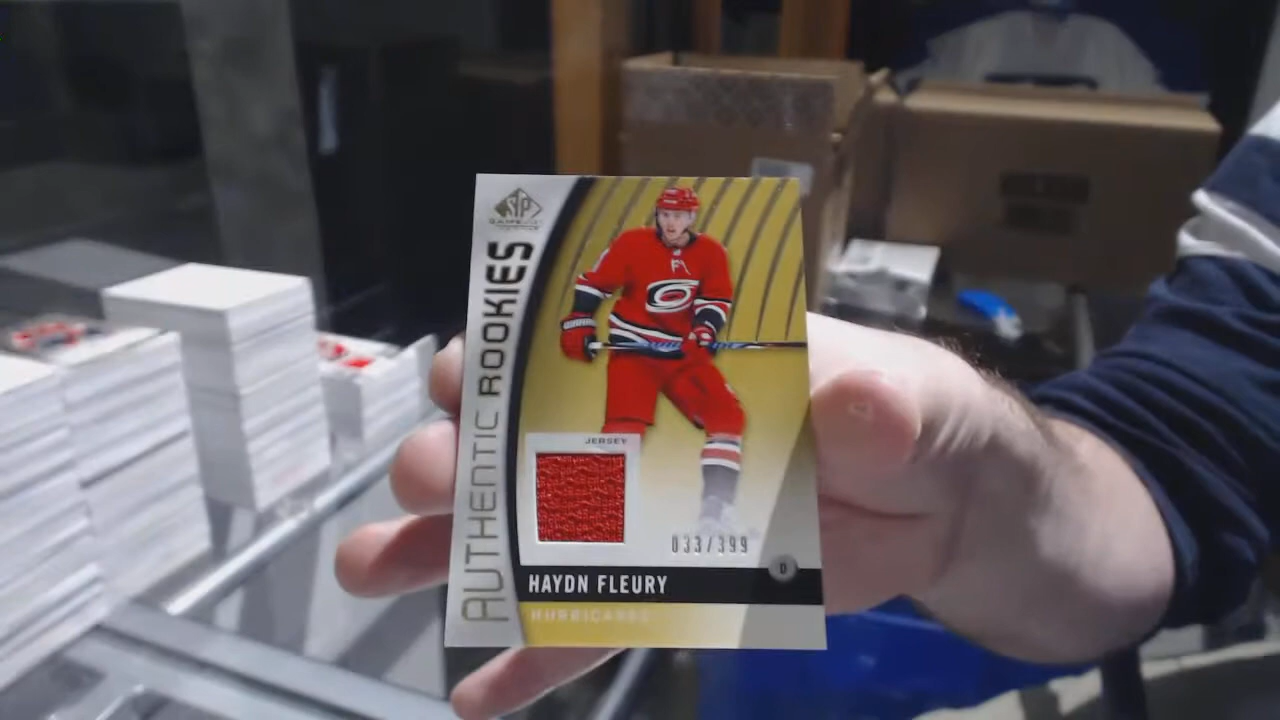 SP
GAME USED
AUTHENTIC ROOKIES
JERSEY
033/399
D
HAYDN FLEURY
HURRICANES